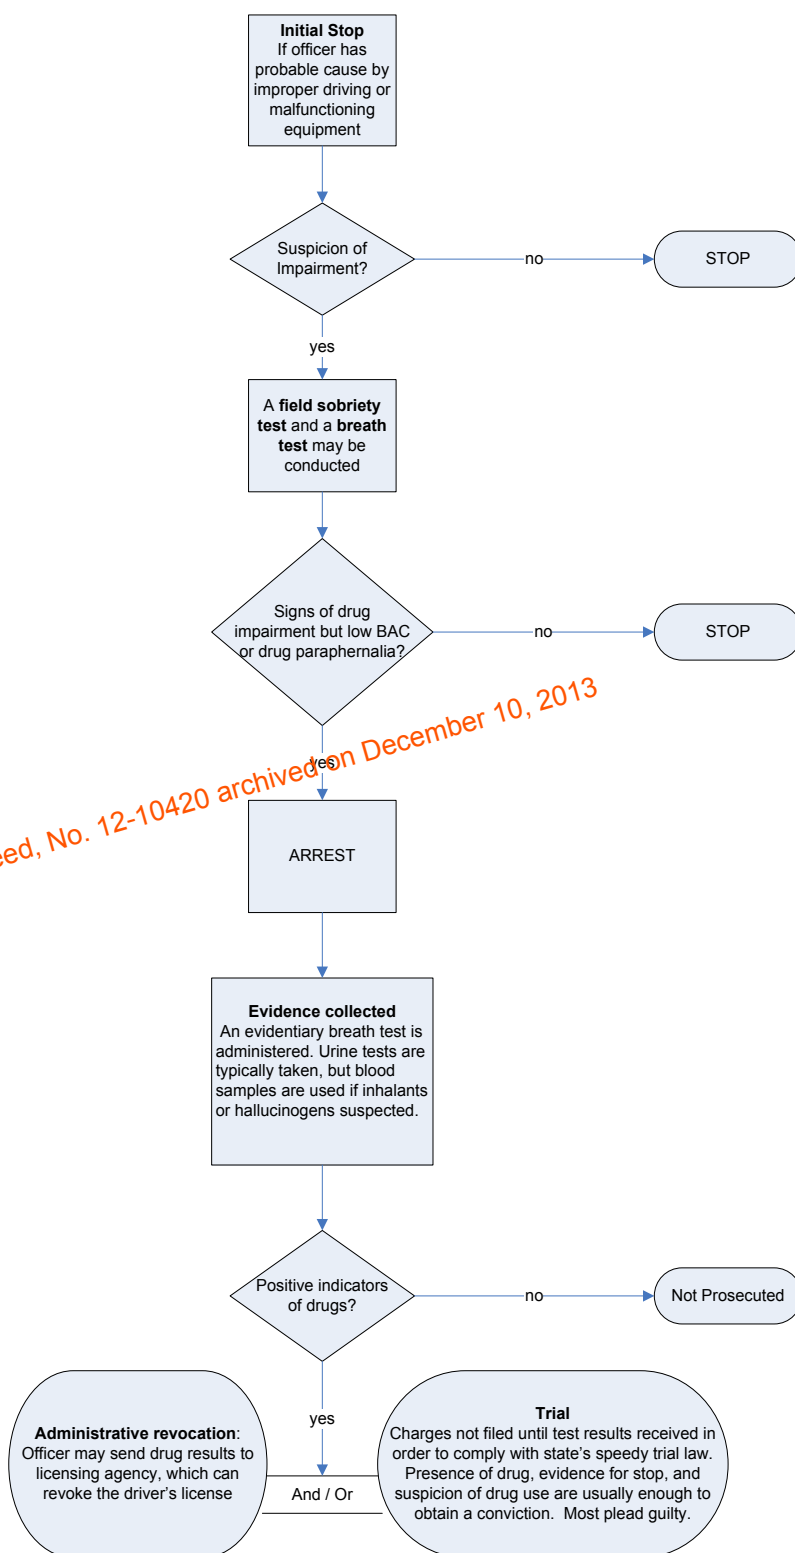 Initial Stop
If officer has
probable cause by
improper driving or
malfunctioning
equipment
Suspicion of
Impairment?
no
STOP
yes
A field sobriety
test and a breath
test may be
conducted
Signs of drug
impairment but low BAC
or drug paraphernalia?
no
STOP
yes
No. 12-10420 archived on December 10, 2013
ARREST
Evidence collected
An evidentiary breath test is
administered. Urine tests are
typically taken, but blood
samples are used if inhalants
or hallucinogens suspected.
Positive indicators
of drugs?
no
Not Prosecuted
yes
Administrative revocation:
Officer may send drug results to
licensing agency, which can
revoke the driver's license
And / Or
Trial
Charges not filed until test results received in
order to comply with state's speedy trial law.
Presence of drug, evidence for stop, and
suspicion of drug use are usually enough to
obtain a conviction.  Most plead guilty.